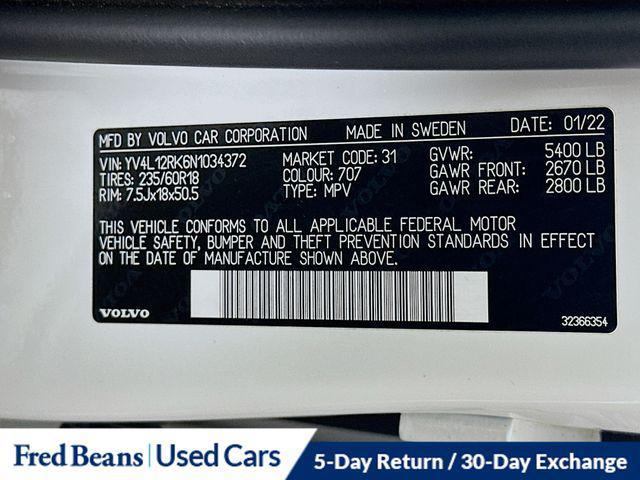 MFD BY VOLVO CAR CORPORATION MADE IN SWEDEN DATE: 01/22
VIN: YV4L12RK6N1034372 MARKET CODE: 31 GVWR: 5400 LB
TIRES: 235/60R18 COLOUR: 707 GAWR FRONT: 2670 LB
RIM: 7.5Jx18x50.5 TYPE: MPV GAWR REAR: 2800 LB
THIS VEHICLE CONFORMS TO ALL APPLICABLE FEDERAL MOTOR
VEHICLE SAFETY, BUMPER AND THEFT PREVENTION STANDARDS IN EFFECT
ON THE DATE OF MANUFACTURE SHOWN ABOVE.
VOLVO 32366354
Fred Beans | Used Cars 5-Day Return / 30-Day Exchange